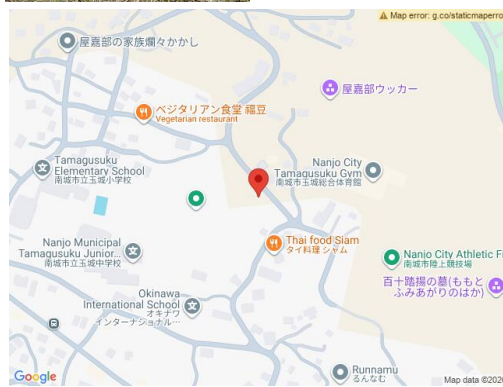 Map error: g.co/staticmaperro
屋嘉部の家族爛々かかし
屋嘉部ウッカー
ベジタリアン食堂 福豆
Vegetarian restaurant
Tamagusuku
Elementary School
南城市立玉城小学校
Nanjo City
Tamagusuku Gym
南城市玉城総合体育館
Nanjo Municipal
Tamagusuku Junior...
南城市立玉城中学校
Thai food Siam
タイ料理 シャム
Nanjo City Athletic Fi
南城市陸上競技場
百十踏揚の墓(ももと
ふみあがりのはか)
Okinawa
International School
オキナワ
インターナショナル…
Runnamu
るんなむ
Google
Map data ©202